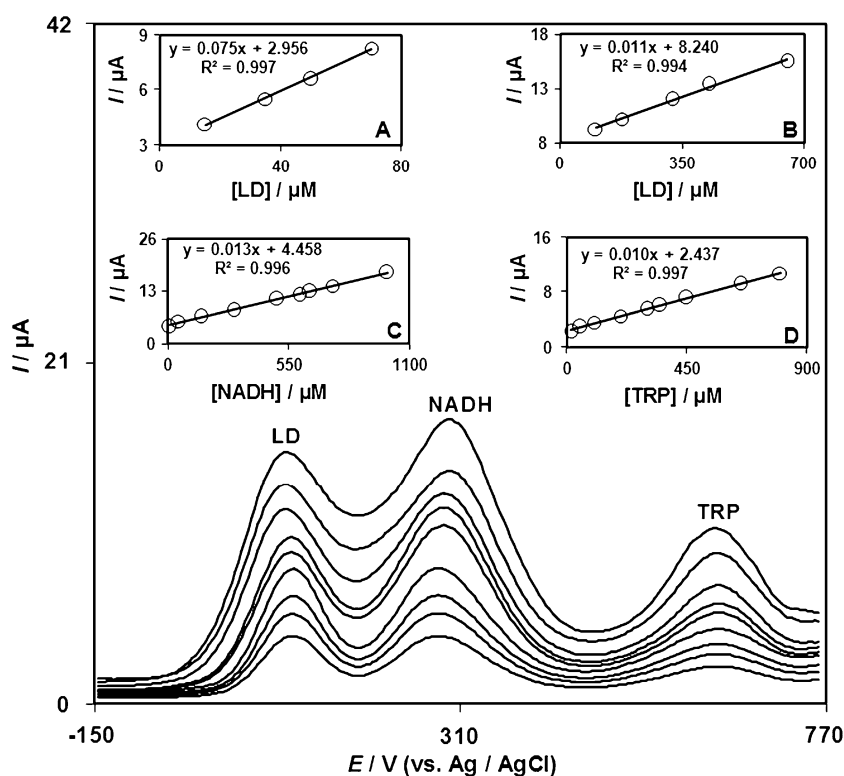 42
21
0
I / µA
-150
310
770
E / V (vs. Ag / AgCl)
9
6
3
I / µA
y = 0.075x + 2.956
R² = 0.997
A
0
40
80
[LD] / µM
18
13
8
I / µA
y = 0.011x + 8.240
R² = 0.994
B
0
350
700
[LD] / µM
26
13
0
I / µA
y = 0.013x + 4.458
R² = 0.996
C
0
550
1100
[NADH] / µM
16
8
0
I / µA
y = 0.010x + 2.437
R² = 0.997
D
0
450
900
[TRP] / µM
LD
NADH
TRP